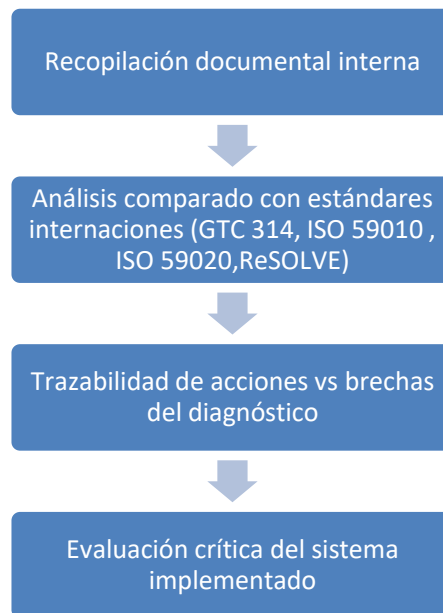 Recopilación documental interna
Análisis comparado con estándares
internaciones (GTC 314, ISO 59010 ,
ISO 59020,ReSOLVE)
Trazabilidad de acciones vs brechas
del diagnóstico
Evaluación crítica del sistema
implementado